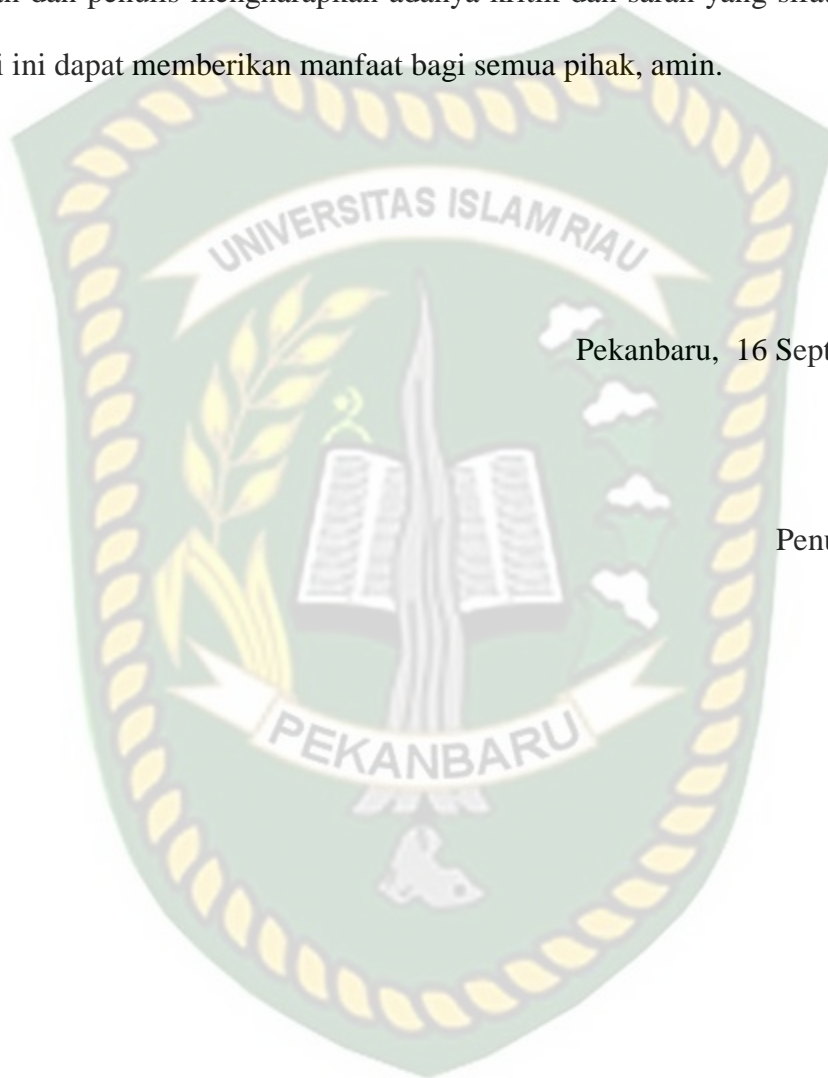 dan penulis mengharapkan adanya kritik dan saran yang
ini dapat memberikan manfaat bagi semua pihak, amin.
UNIVERSITAS ISLAM RIAU
Pekanbaru, 16 Sept
Penu
PEKANBARU